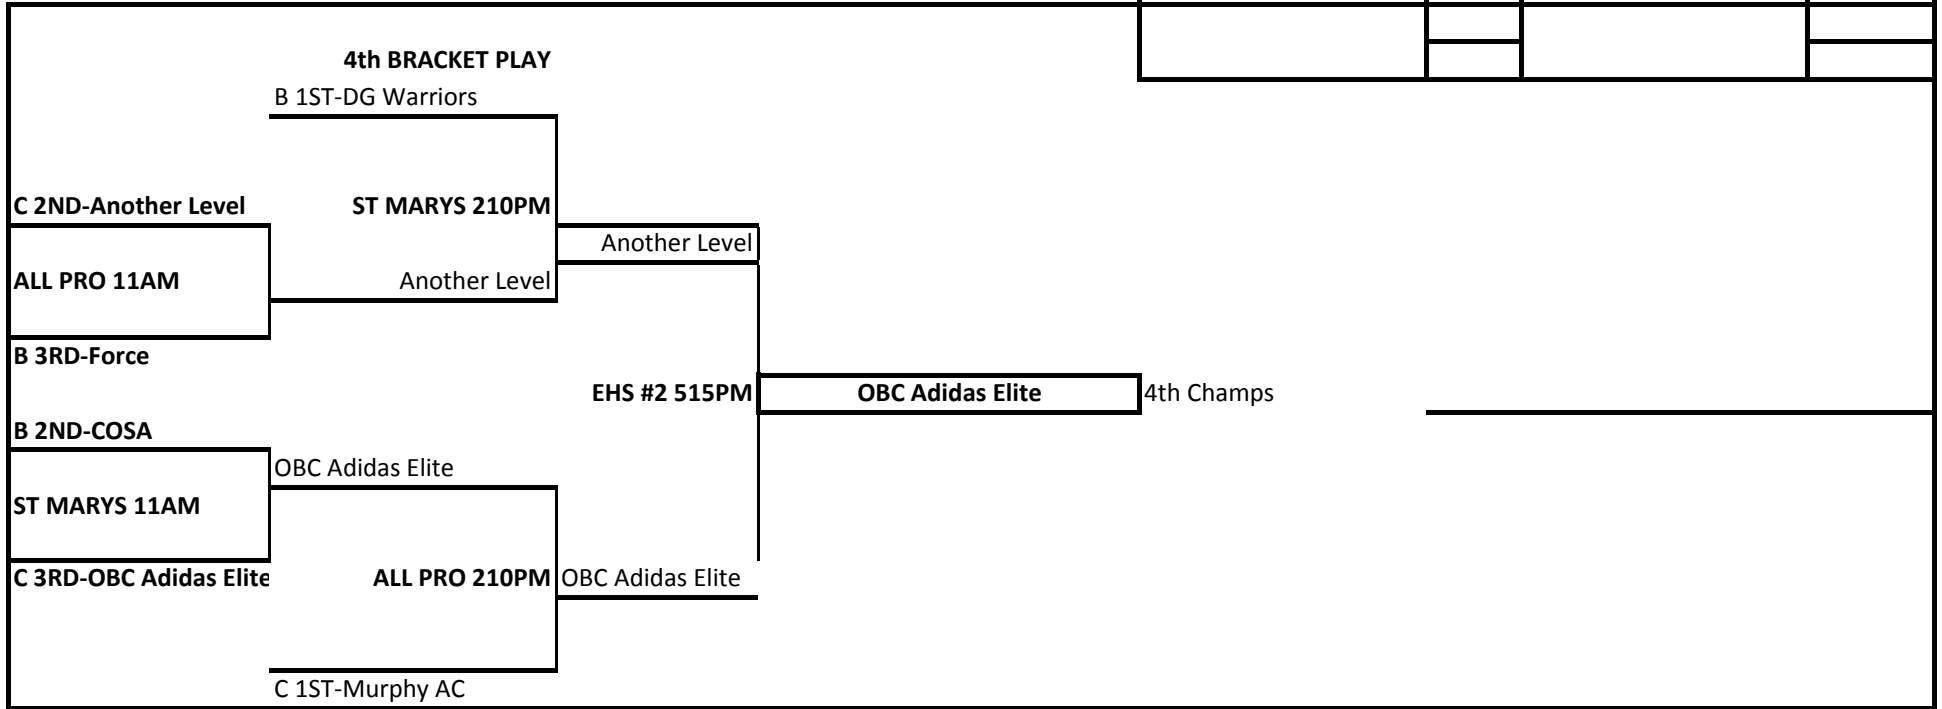 4th BRACKET PLAY
B 1ST-DG Warriors
C 2ND-Another Level
ST MARYS 210PM
Another Level
ALL PRO 11AM
Another Level
B 3RD-Force
EHS #2 515PM
OBC Adidas Elite
4th Champs
B 2ND-COSA
OBC Adidas Elite
ST MARYS 11AM
C 3RD-OBC Adidas Elite
ALL PRO 210PM
OBC Adidas Elite
C 1ST-Murphy AC